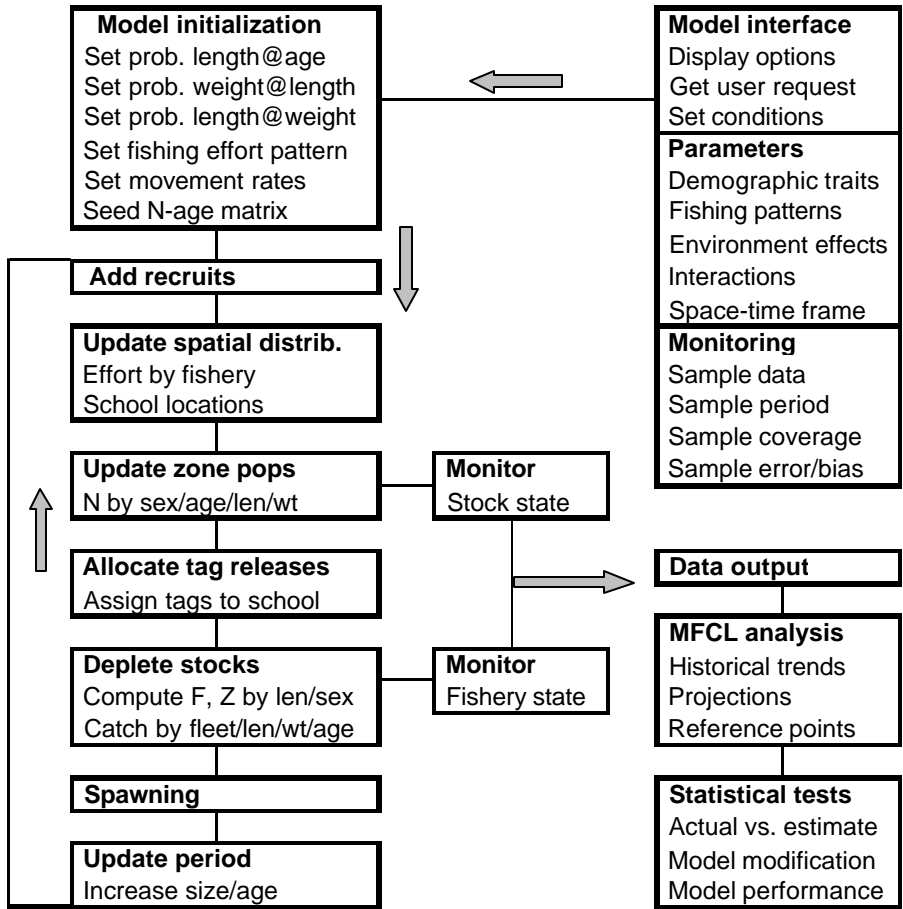 Model initialization
Set prob. length@age
Set prob. weight@length
Set prob. length@weight
Set fishing effort pattern
Set movement rates
Seed N-age matrix
Add recruits
Update spatial distrib.
Effort by fishery
School locations
Update zone pops
N by sex/age/len/wt
Allocate tag releases
Assign tags to school
Deplete stocks
Compute F, Z by len/sex
Catch by fleet/len/wt/age
Spawning
Update period
Increase size/age
Monitor
Stock state
Monitor
Fishery state
Model interface
Display options
Get user request
Set conditions
Parameters
Demographic traits
Fishing patterns
Environment effects
Interactions
Space-time frame
Monitoring
Sample data
Sample period
Sample coverage
Sample error/bias
Data output
MFCL analysis
Historical trends
Projections
Reference points
Statistical tests
Actual vs. estimate
Model modification
Model performance